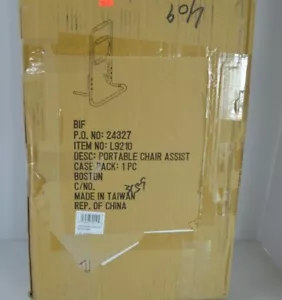 409
BIF
P.O. NO: 24327
ITEM NO: L9210
DESC: PORTABLE CHAIR ASSIST
CASE PACK: 1 PC
BOSTON
C/NO.
MADE IN TAIWAN
REP. OF CHINA